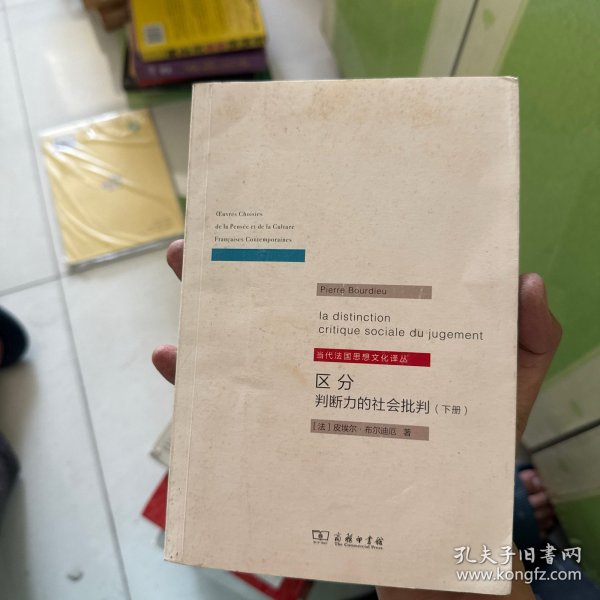 Œuvres Choisies
de la Pensée et de la Culture
Françaises Contemporaines
Pierre Bourdieu
la distinction
critique sociale du jugement
当代法国思想文化译丛
区分
判断力的社会批判（下册）
［法］皮埃尔·布尔迪厄 著
商务印书馆
The Commercial Press
孔夫子旧书网
www.kongfz.com